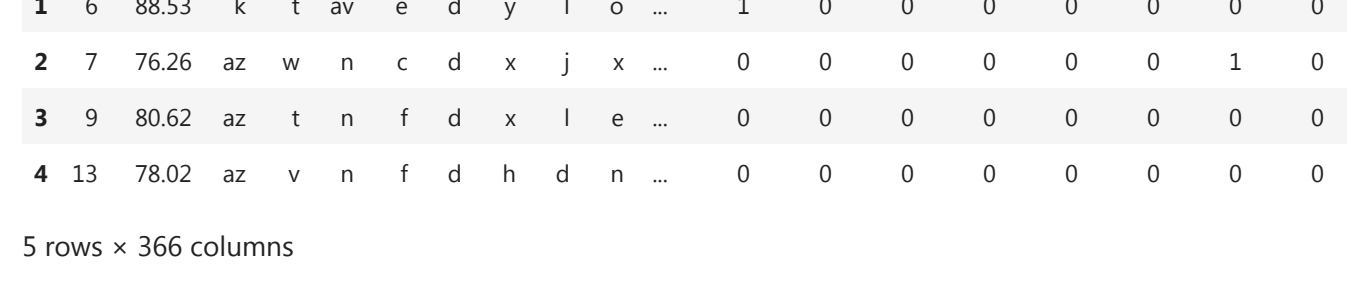 1 6 88.53 k t av e d y l o ... 1 0 0 0 0 0 0 0
2 7 76.26 az w n c d x j x ... 0 0 0 0 0 0 1 0
3 9 80.62 az t n f d x l e ... 0 0 0 0 0 0 0 0
4 13 78.02 az v n f d h d n ... 0 0 0 0 0 0 0 0
5 rows × 366 columns